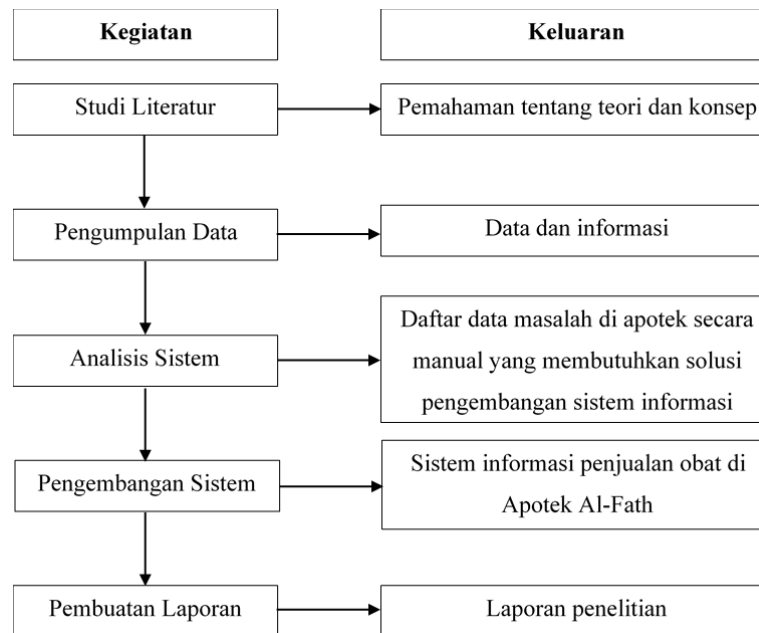 Kegiatan
Keluaran
Studi Literatur
Pemahaman tentang teori dan konsep
Pengumpulan Data
Data dan informasi
Analisis Sistem
Daftar data masalah di apotek secara
manual yang membutuhkan solusi
pengembangan sistem informasi
Pengembangan Sistem
Sistem informasi penjualan obat di
Apotek Al-Fath
Pembuatan Laporan
Laporan penelitian